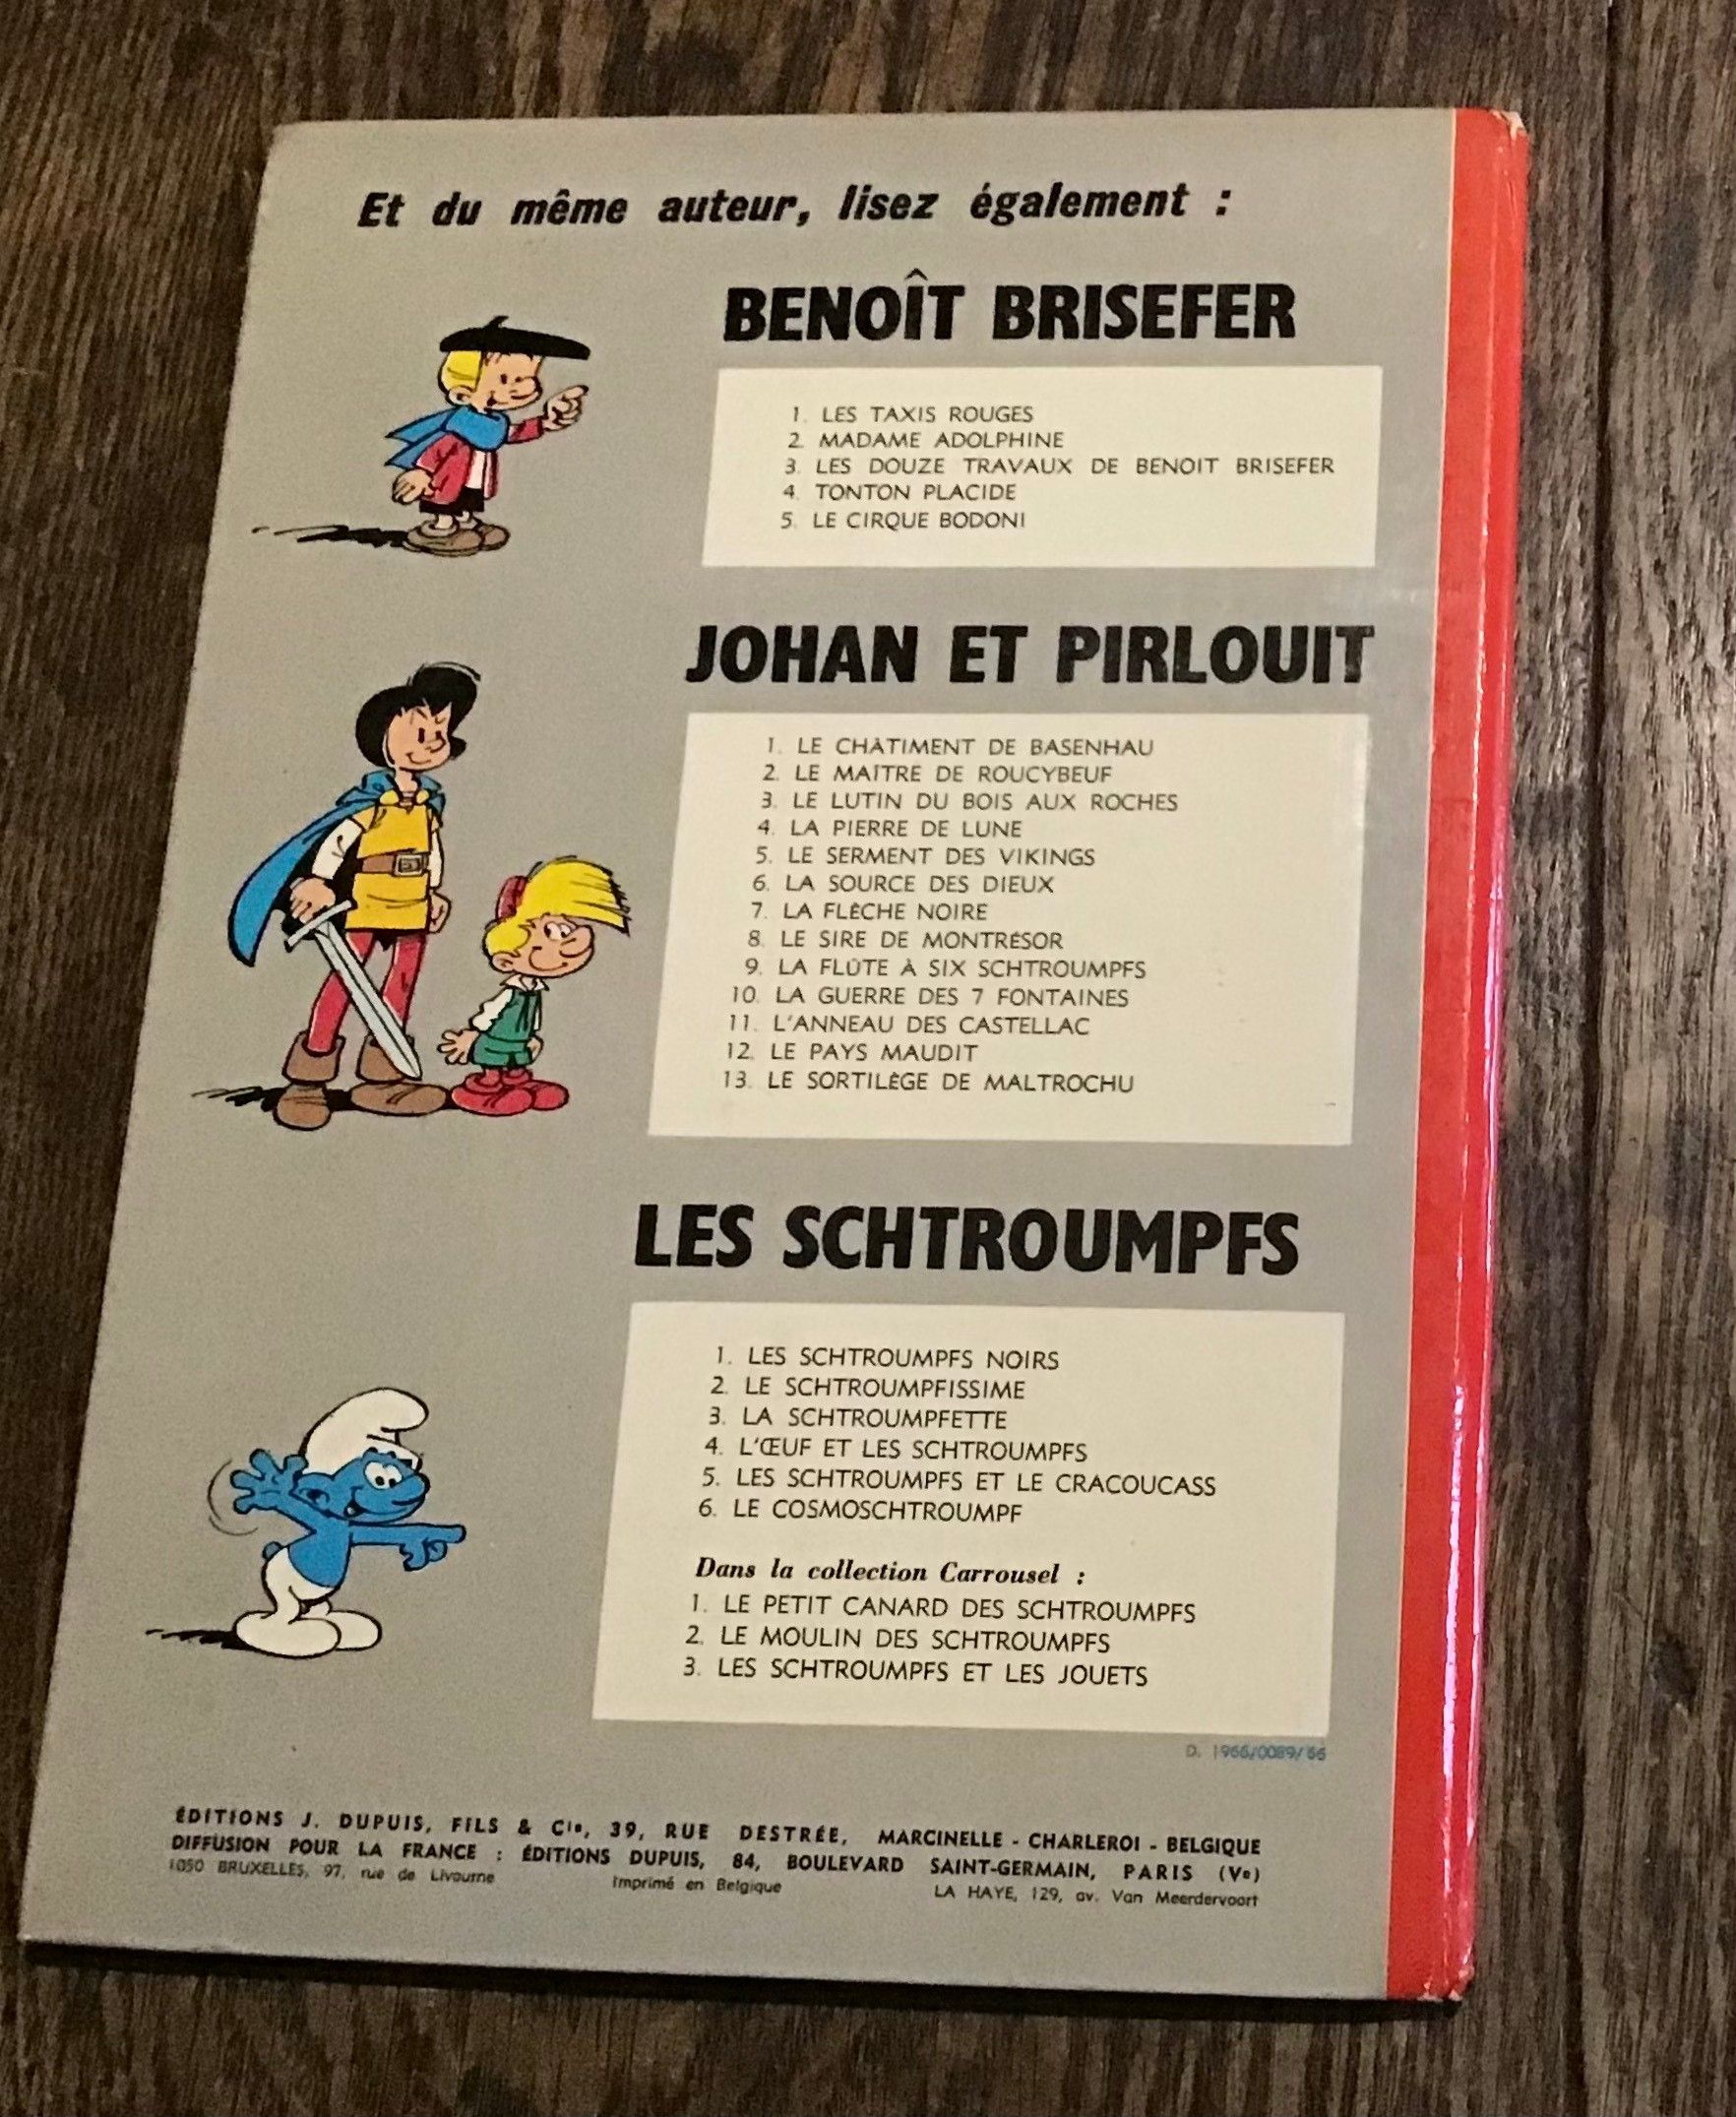 Et du même auteur, lisez également :
BENOÎT BRISEFER
1. LES TAXIS ROUGES
2. MADAME ADOLPHINE
3. LES DOUZE TRAVAUX DE BENOIT BRISEFER
4. TONTON PLACIDE
5. LE CIRQUE BODONI
JOHAN ET PIRLOUIT
1. LE CHÂTIMENT DE BASENHAU
2. LE MAÎTRE DE ROUCYBEUF
3. LE LUTIN DU BOIS AUX ROCHES
4. LA PIERRE DE LUNE
5. LE SERMENT DES VIKINGS
6. LA SOURCE DES DIEUX
7. LA FLÈCHE NOIRE
8. LE SIRE DE MONTRÉSOR
9. LA FLÛTE À SIX SCHTROUMPFS
10. LA GUERRE DES 7 FONTAINES
11. L'ANNEAU DES CASTELLAC
12. LE PAYS MAUDIT
13. LE SORTILÈGE DE MALTROCHU
LES SCHTROUMPFS
1. LES SCHTROUMPFS NOIRS
2. LE SCHTROUMPFISSIME
3. LA SCHTROUMPFETTE
4. L'ŒUF ET LES SCHTROUMPFS
5. LES SCHTROUMPFS ET LE CRACOUCASS
6. LE COSMOSCHTROUMPF
Dans la collection Carrousel :
1. LE PETIT CANARD DES SCHTROUMPFS
2. LE MOULIN DES SCHTROUMPFS
3. LES SCHTROUMPFS ET LES JOUETS
D. 1966/0089/66
ÉDITIONS J. DUPUIS, FILS & Cie, 39, RUE DESTRÉE, MARCINELLE - CHARLEROI - BELGIQUE
DIFFUSION POUR LA FRANCE : ÉDITIONS DUPUIS, 84, BOULEVARD SAINT-GERMAIN, PARIS (Ve)
1050 BRUXELLES, 97, rue de Livourne Imprimé en Belgique LA HAYE, 129, av. Van Meerdervoort